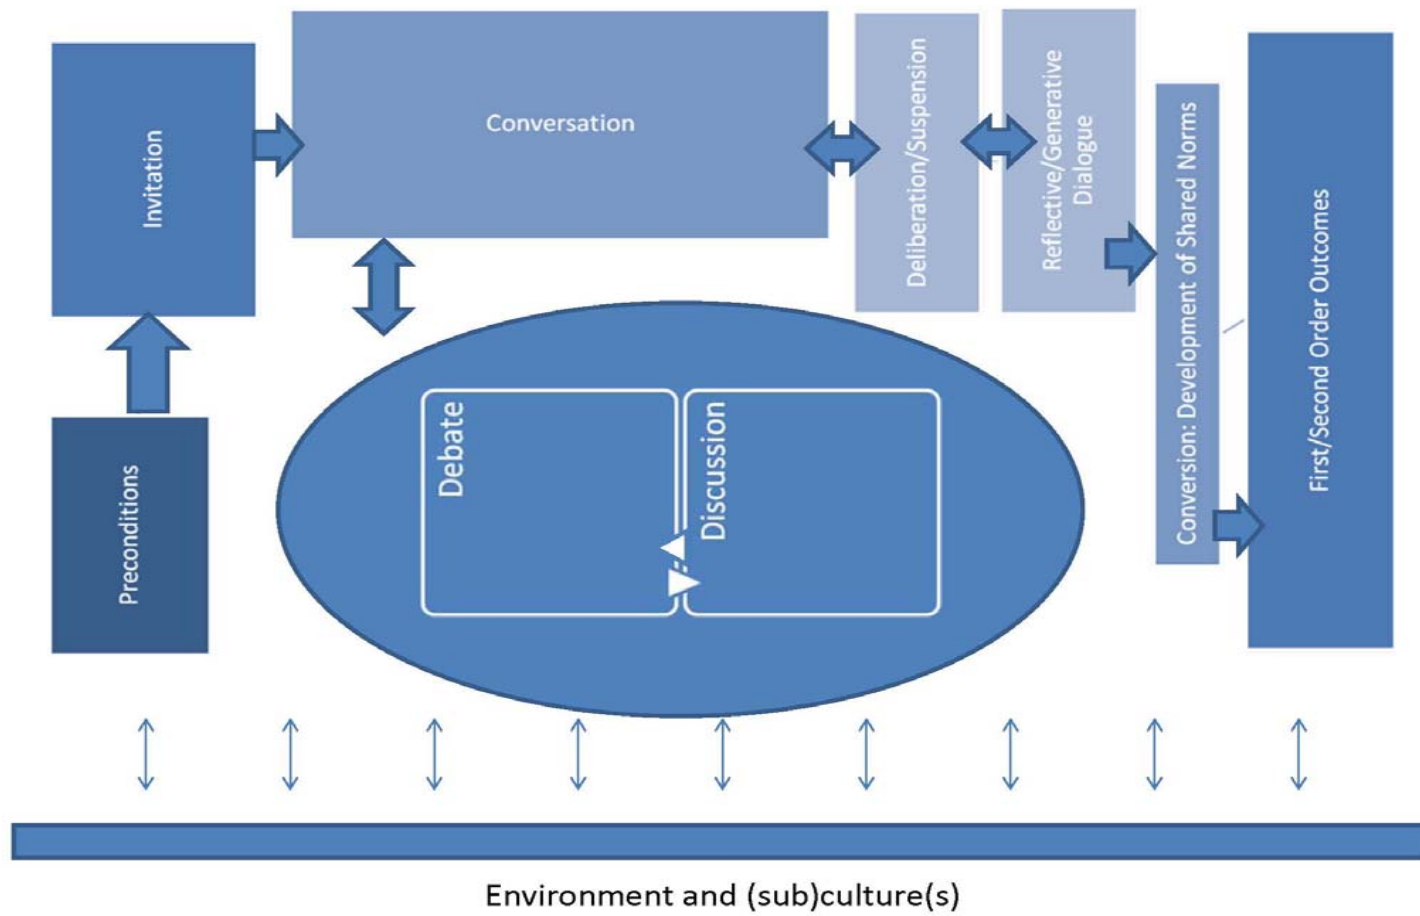 Preconditions
Invitation
Conversation
Deliberation/Suspension
Reflective/Generative
Dialogue
Debate
Discussion
Conversion: Development of Shared Norms
First/Second Order Outcomes
Environment and (sub)culture(s)